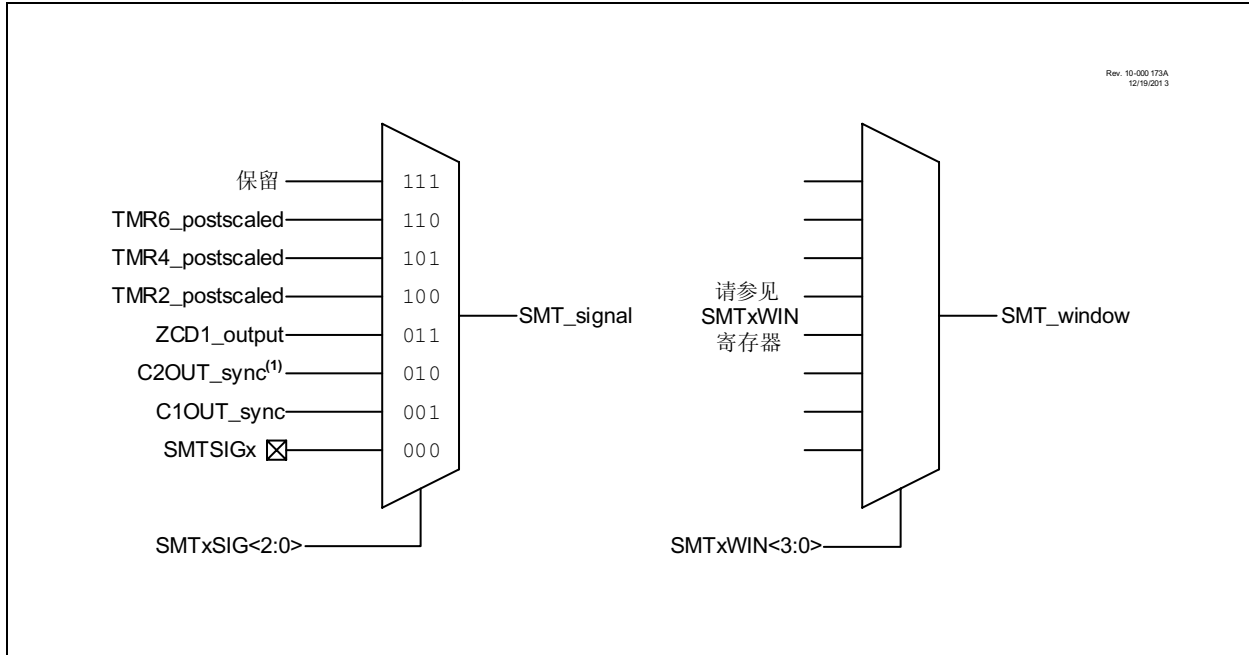 Rev. 10-000 173A
12/19/201 3
保留
111
TMR6_postscaled
110
TMR4_postscaled
101
TMR2_postscaled
100
ZCD1_output
011
C2OUT_sync(1)
010
C1OUT_sync
001
SMTSIGx
000
SMT_signal
SMTxSIG<2:0>
请参见
SMTxWIN
寄存器
SMT_window
SMTxWIN<3:0>